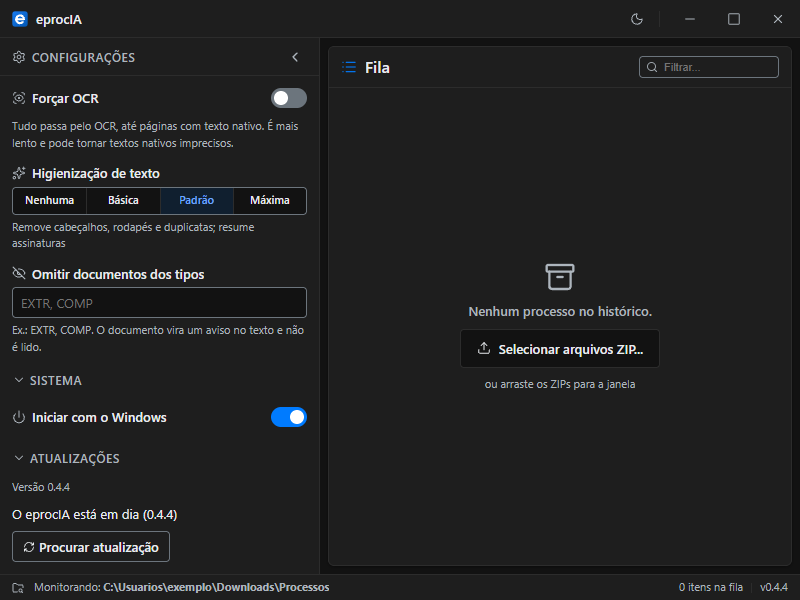 eprocIA
CONFIGURAÇÕES
Forçar OCR
Tudo passa pelo OCR, até páginas com texto nativo. É mais
lento e pode tornar textos nativos imprecisos.
Higienização de texto
Nenhuma Básica Padrão Máxima
Remove cabeçalhos, rodapés e duplicatas; resume
assinaturas
Omitir documentos dos tipos
EXTR, COMP
Ex.: EXTR, COMP. O documento vira um aviso no texto e não
é lido.
SISTEMA
Iniciar com o Windows
ATUALIZAÇÕES
Versão 0.4.4
O eprocIA está em dia (0.4.4)
Procurar atualização
Fila
Filtrar...
Nenhum processo no histórico.
Selecionar arquivos ZIP...
ou arraste os ZIPs para a janela
Monitorando: C:\Usuarios\exemplo\Downloads\Processos
0 itens na fila
v0.4.4